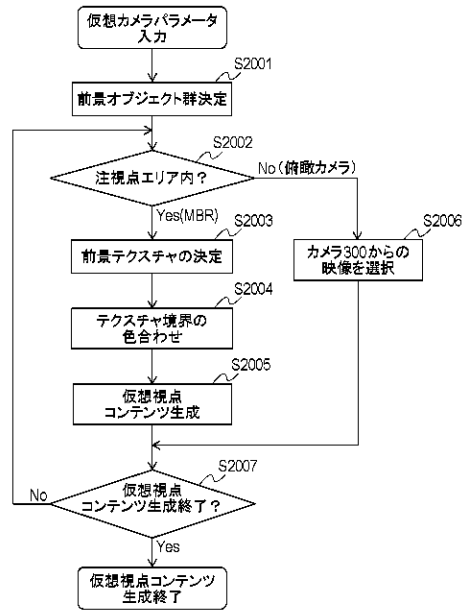 仮想カメラパラメータ
入力
S2001
前景オブジェクト群決定
S2002
注視点エリア内？
No（俯瞰カメラ）
Yes(MBR)
S2003
S2006
前景テクスチャの決定
カメラ300からの
映像を選択
S2004
テクスチャ境界の
色合わせ
S2005
仮想視点
コンテンツ生成
S2007
仮想視点
コンテンツ生成終了？
No
Yes
仮想視点コンテンツ
生成終了